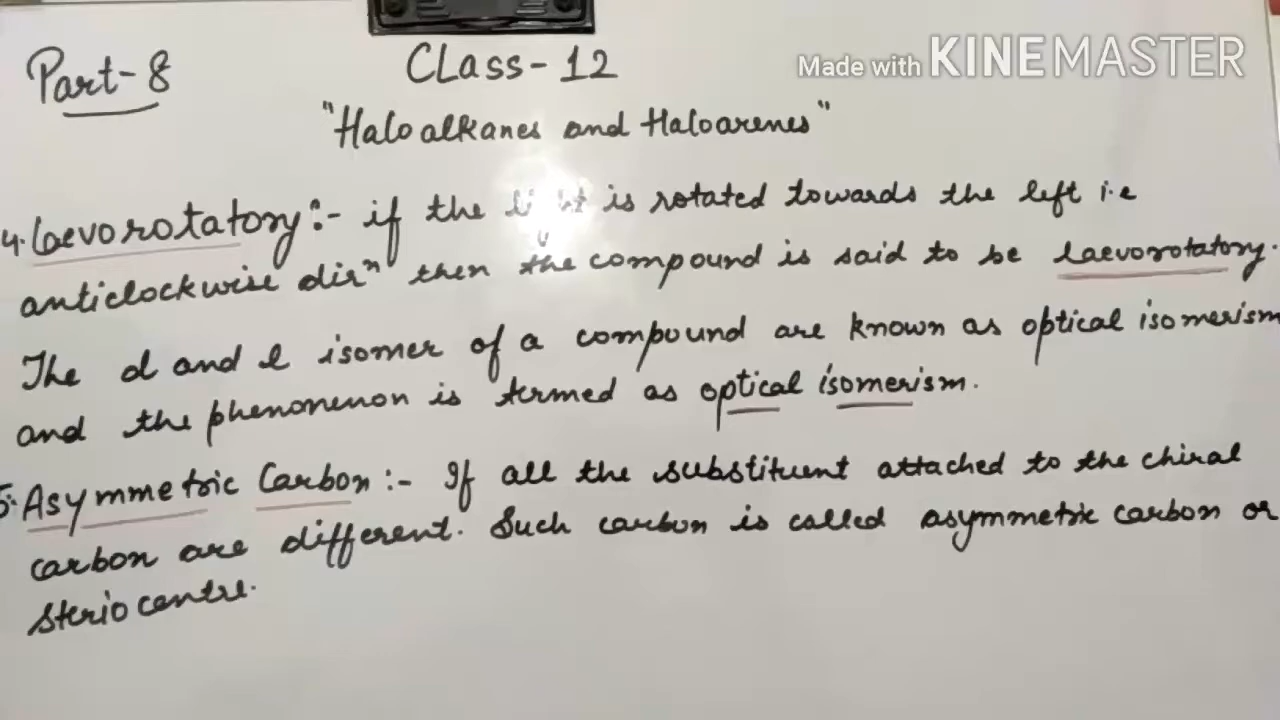 Part-8
CLass-12
Made with KINEMASTER
"Haloalkanes and Haloarenes"
4. Laevorotatory:- if the light is rotated towards the left i.e
anticlockwise dirⁿ then the compound is said to be laevorotatory.
The d and l isomer of a compound are known as optical isomerism
and the phenonenon is termed as optical isomerism.
5. Asymmetric Carbon:- If all the substituent attached to the chiral
carbon are different. Such carbon is called asymmetric carbon or
sterio centre.